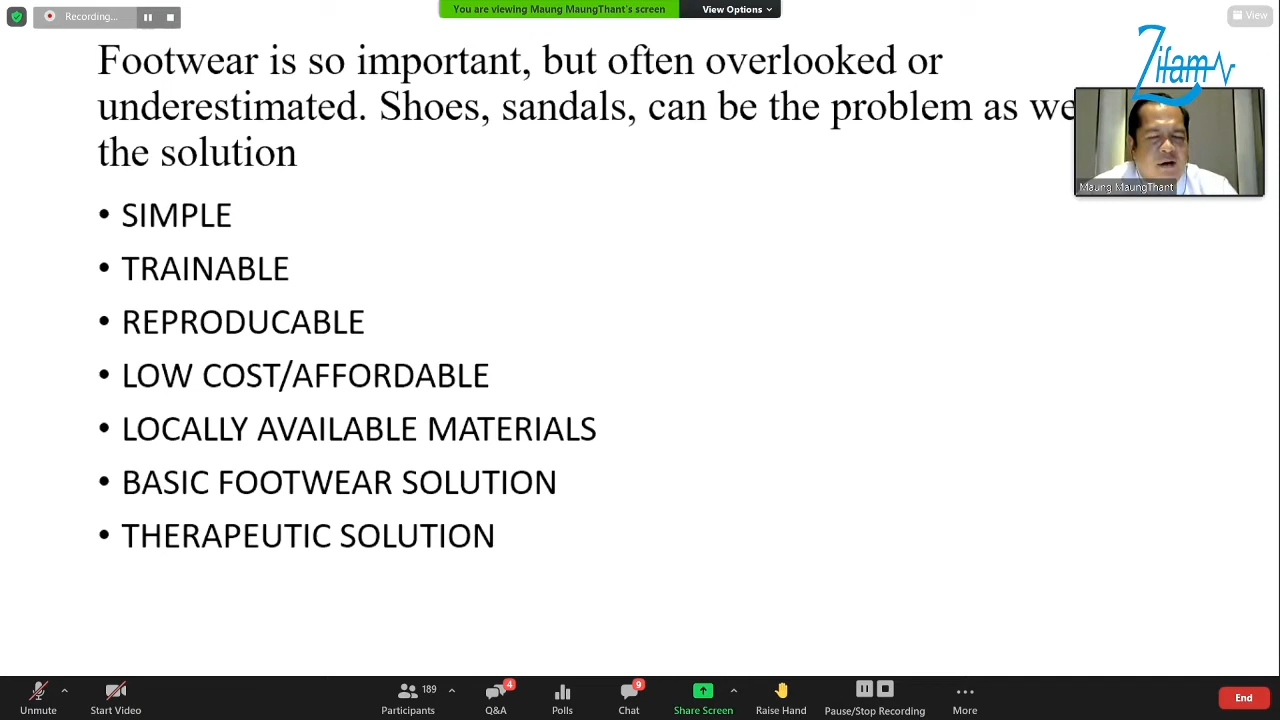 Recording...
You are viewing Maung MaungThant's screen
View Options
View
Zifam
Footwear is so important, but often overlooked or
underestimated. Shoes, sandals, can be the problem as we
the solution
• SIMPLE
• TRAINABLE
• REPRODUCABLE
• LOW COST/AFFORDABLE
• LOCALLY AVAILABLE MATERIALS
• BASIC FOOTWEAR SOLUTION
• THERAPEUTIC SOLUTION
Maung MaungThant
189
4
9
Unmute
Start Video
Participants
Q&A
Polls
Chat
Share Screen
Raise Hand
Pause/Stop Recording
More
End